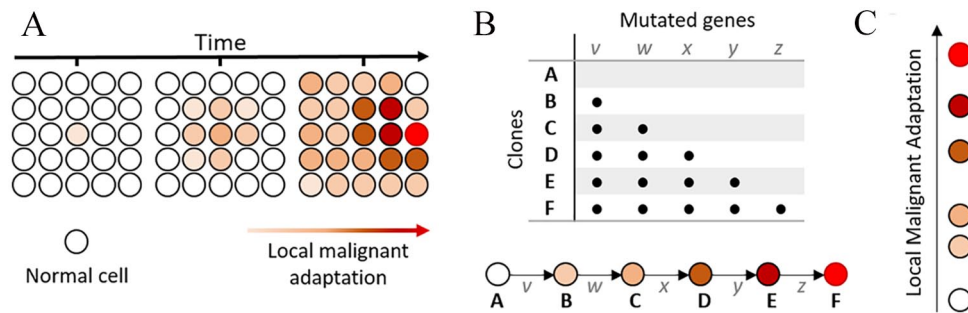 A
Time
Normal cell
Local malignant
adaptation
B
Mutated genes
v w x y z
Clones
A
B
C
D
E
F
v w x y z
A B C D E F
C
Local Malignant Adaptation